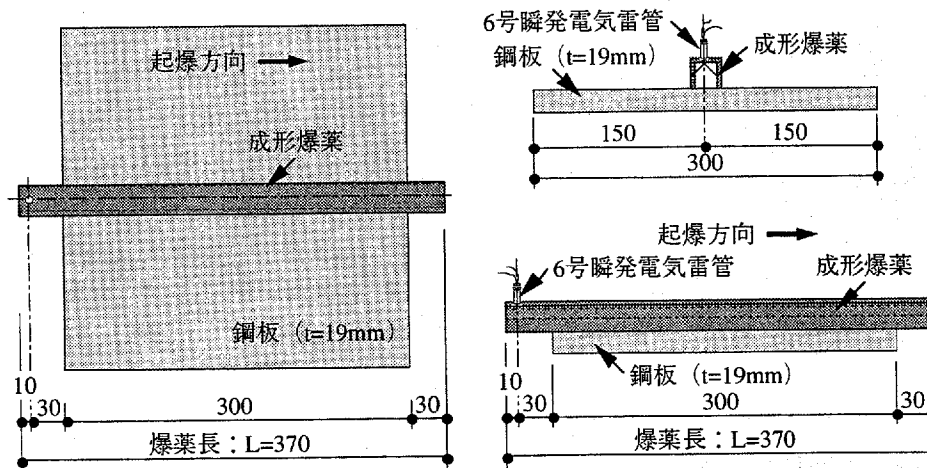 起爆方向
成形爆薬
鋼板（t=19mm）
10
30
300
30
爆薬長：L=370
6号瞬発電気雷管
鋼板（t=19mm）
成形爆薬
150
150
300
起爆方向
6号瞬発電気雷管
成形爆薬
鋼板（t=19mm）
10
30
300
30
爆薬長：L=370